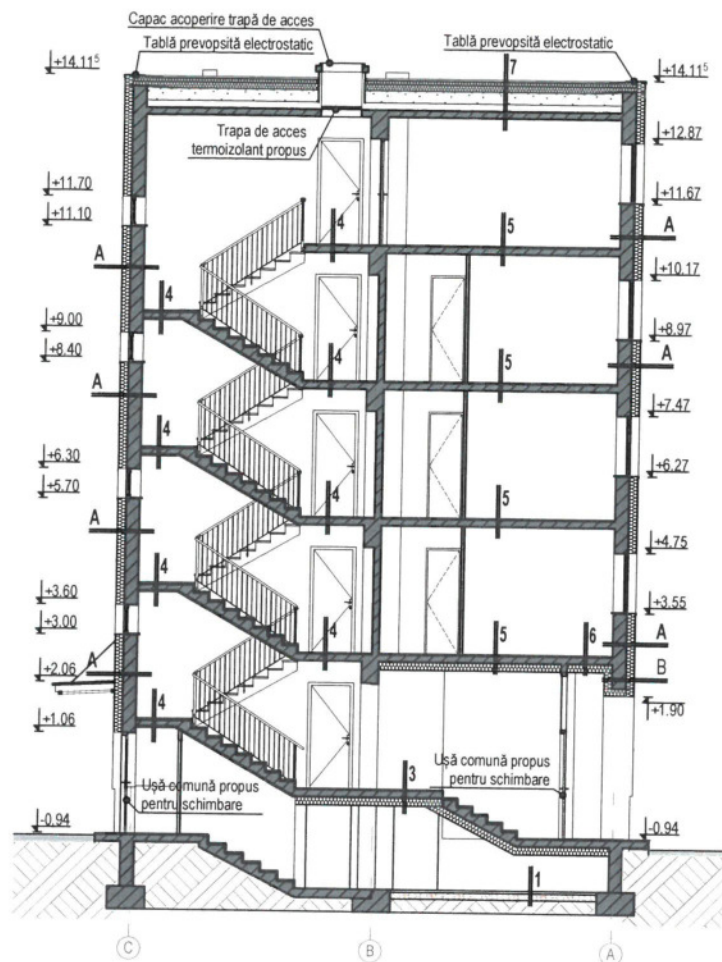 Capac acoperire trapă de acces
Tablă prevopsită electrostatic
Tablă prevopsită electrostatic
+14.11⁵
7
+14.11⁵
Trapa de acces
termoizolant propus
+12.87
+11.70
+11.67
+11.10
4
5
A
A
+10.17
4
+9.00
+8.97
+8.40
4
5
A
A
+7.47
4
+6.30
+6.27
+5.70
4
5
A
+4.75
4
+3.60
+3.55
+3.00
4
5
6
A
+2.06
A
B
+1.90
4
+1.06
Ușă comună propus
pentru schimbare
3
Ușă comună propus
pentru schimbare
-0.94
-0.94
1
C
B
A